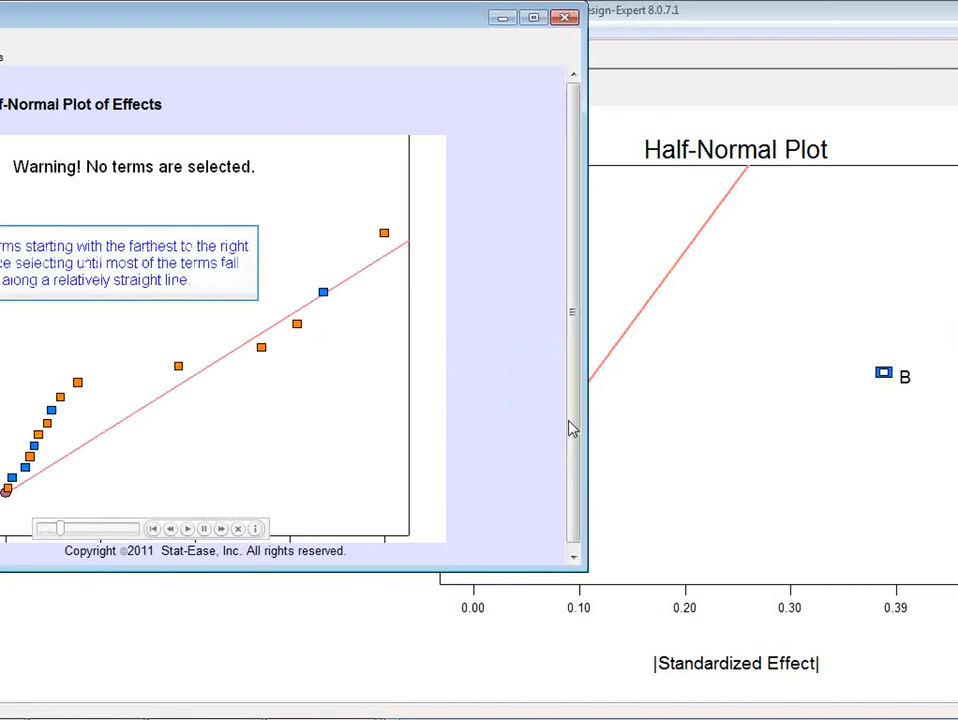 esign-Expert 8.0.7.1
s
f-Normal Plot of Effects
Warning! No terms are selected.
rms starting with the farthest to the right
e selecting until most of the terms fall
along a relatively straight line.
Copyright ©2011 Stat-Ease, Inc. All rights reserved.
Half-Normal Plot
B
0.00 0.10 0.20 0.30 0.39
|Standardized Effect|